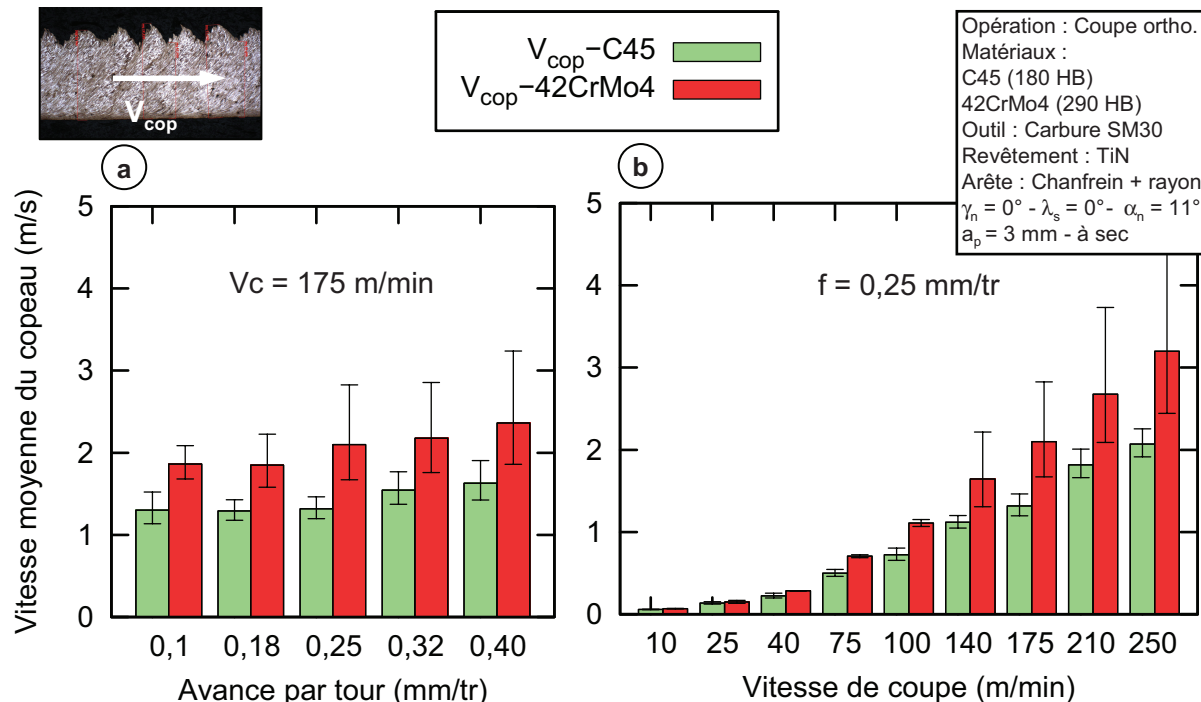 V_cop
V_cop−C45
V_cop−42CrMo4
Opération : Coupe ortho.
Matériaux :
C45 (180 HB)
42CrMo4 (290 HB)
Outil : Carbure SM30
Revêtement : TiN
Arête : Chanfrein + rayon
γ_n = 0° - λ_s = 0°- α_n = 11°
a_p = 3 mm - à sec
a
Vitesse moyenne du copeau (m/s)
5
4
3
2
1
0
Vc = 175 m/min
0,1 0,18 0,25 0,32 0,40
Avance par tour (mm/tr)
b
5
4
3
2
1
0
f = 0,25 mm/tr
10 25 40 75 100 140 175 210 250
Vitesse de coupe (m/min)